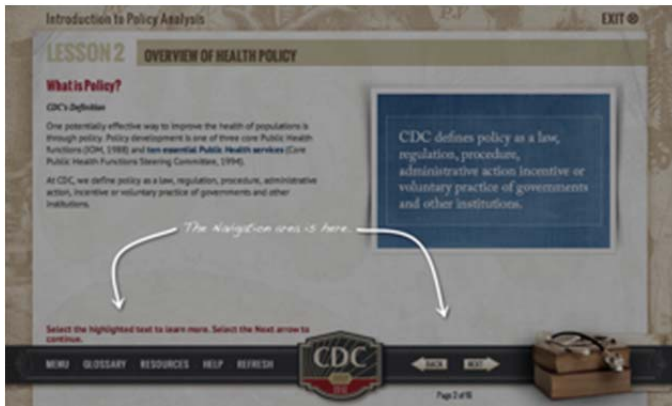 Introduction to Policy Analysis
EXIT
LESSON 2 OVERVIEW OF HEALTH POLICY
What is Policy?
CDC's Definition
One potentially effective way to improve the health of populations is
through policy. Policy development is one of three core Public Health
functions (IOM, 1988) and ten essential Public Health services (Core
Public Health Functions Steering Committee, 1994).
At CDC, we define policy as a law, regulation, procedure, administrative
action, incentive or voluntary practice of governments and other
institutions.
CDC defines policy as a law,
regulation, procedure,
administrative action incentive or
voluntary practice of governments
and other institutions.
The Navigation area is here.
Select the highlighted text to learn more. Select the Next arrow to
continue.
MENU GLOSSARY RESOURCES HELP REFRESH
CDC
BACK NEXT